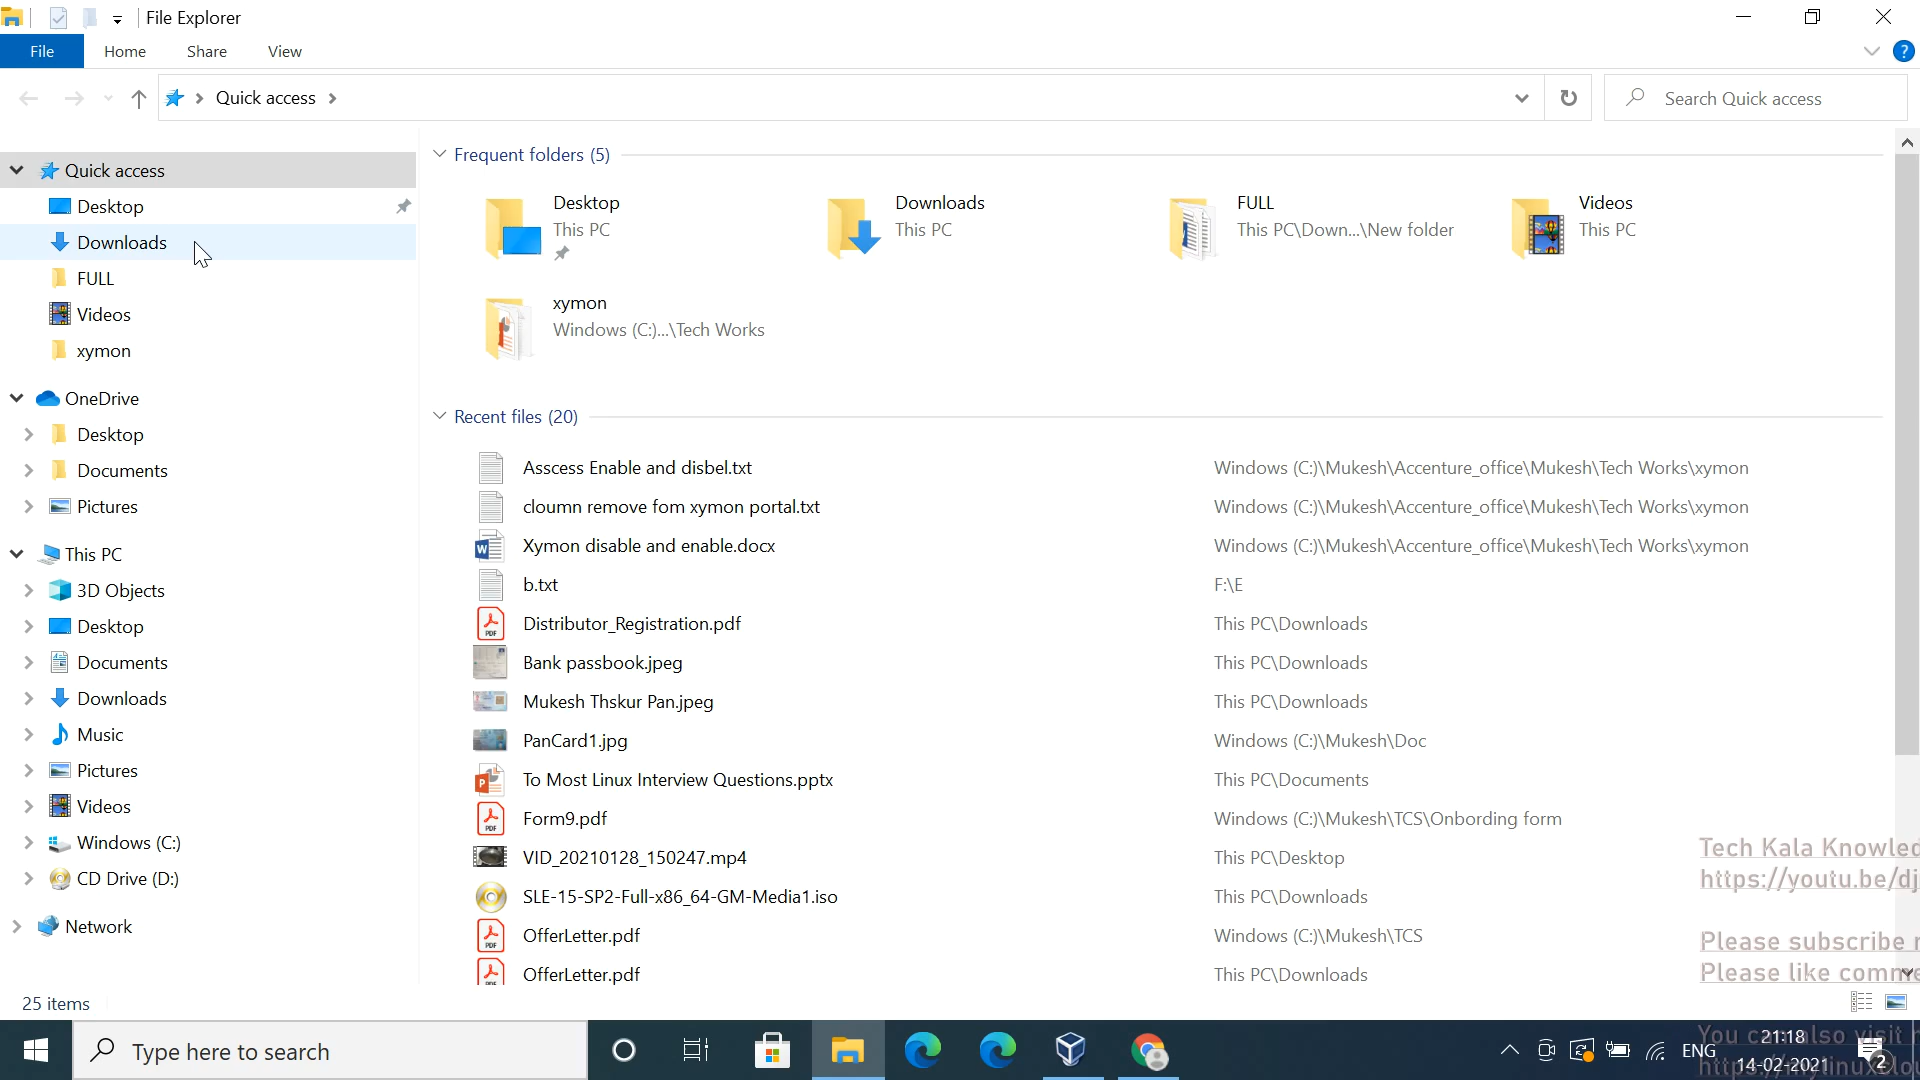 File Explorer
File Home Share View
Quick access
Search Quick access
Quick access
Desktop
Downloads
FULL
Videos
xymon
OneDrive
Desktop
Documents
Pictures
This PC
3D Objects
Desktop
Documents
Downloads
Music
Pictures
Videos
Windows (C:)
CD Drive (D:)
Network
Frequent folders (5)
Desktop
This PC
Downloads
This PC
FULL
This PC\Down...\New folder
Videos
This PC
xymon
Windows (C:)...\Tech Works
Recent files (20)
Asscess Enable and disbel.txt Windows (C:)\Mukesh\Accenture_office\Mukesh\Tech Works\xymon
cloumn remove fom xymon portal.txt Windows (C:)\Mukesh\Accenture_office\Mukesh\Tech Works\xymon
Xymon disable and enable.docx Windows (C:)\Mukesh\Accenture_office\Mukesh\Tech Works\xymon
b.txt F:\E
Distributor_Registration.pdf This PC\Downloads
Bank passbook.jpeg This PC\Downloads
Mukesh Thskur Pan.jpeg This PC\Downloads
PanCard1.jpg Windows (C:)\Mukesh\Doc
To Most Linux Interview Questions.pptx This PC\Documents
Form9.pdf Windows (C:)\Mukesh\TCS\Onbording form
VID_20210128_150247.mp4 This PC\Desktop
SLE-15-SP2-Full-x86_64-GM-Media1.iso This PC\Downloads
OfferLetter.pdf Windows (C:)\Mukesh\TCS
OfferLetter.pdf This PC\Downloads
Tech Kala Knowled
https://youtu.be/dj
Please subscribe
Please like comme
You can also visit
25 items
Type here to search
ENG
21:18
14-02-2021
2